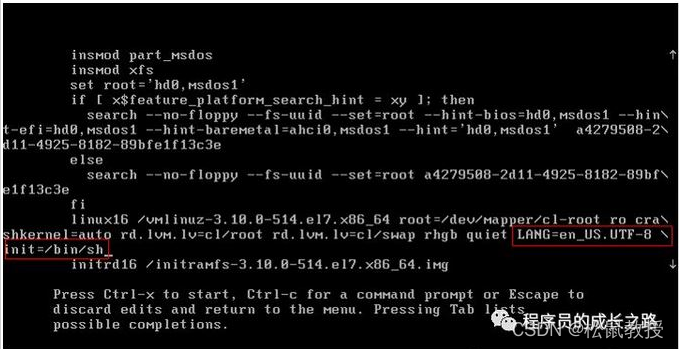 insmod part_msdos
insmod xfs
set root='hd0,msdos1'
if [ x$feature_platform_search_hint = xy ]; then
search --no-floppy --fs-uuid --set=root --hint-bios=hd0,msdos1 --hin\
t-efi=hd0,msdos1 --hint-baremetal=ahci0,msdos1 --hint='hd0,msdos1' a4279508-2\
d11-4925-8182-89bfe1f13c3e
else
search --no-floppy --fs-uuid --set=root a4279508-2d11-4925-8182-89bf\
e1f13c3e
fi
linux16 /vmlinuz-3.10.0-514.el7.x86_64 root=/dev/mapper/cl-root ro cra\
shkernel=auto rd.lvm.lv=cl/root rd.lvm.lv=cl/swap rhgb quiet LANG=en_US.UTF-8 \
init=/bin/sh_
initrd16 /initramfs-3.10.0-514.el7.x86_64.img
Press Ctrl-x to start, Ctrl-c for a command prompt or Escape to
discard edits and return to the menu. Pressing Tab lists
possible completions.
程序员的成长之路
CSDN @松鼠教授